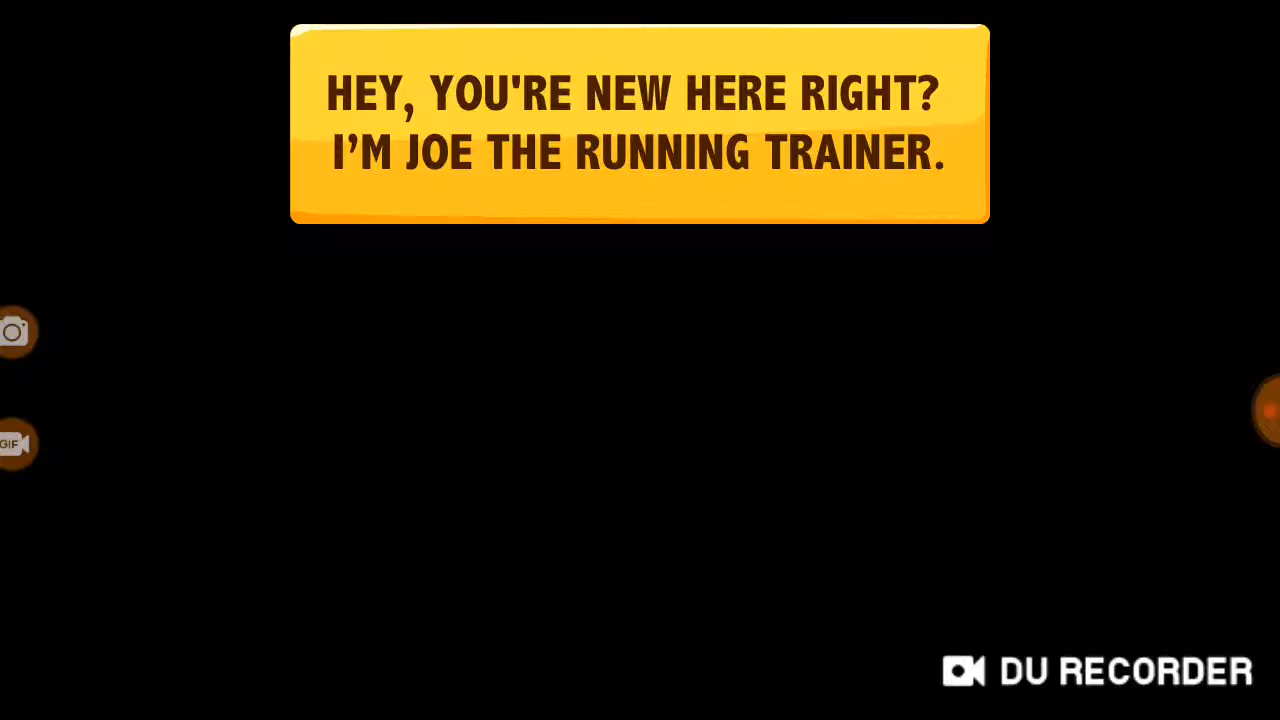 HEY, YOU'RE NEW HERE RIGHT?
I’M JOE THE RUNNING TRAINER.
GIF
DU RECORDER